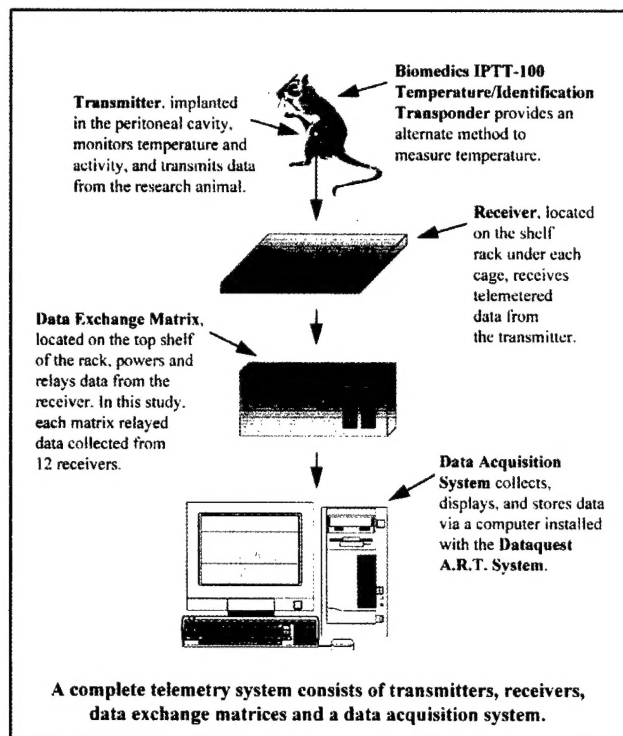 Transmitter, implanted
in the peritoneal cavity,
monitors temperature and
activity, and transmits data
from the research animal.
Biomedics IPTT-100
Temperature/Identification
Transponder provides an
alternate method to
measure temperature.
Receiver, located
on the shelf
rack under each
cage, receives
telemetered
data from
the transmitter.
Data Exchange Matrix,
located on the top shelf
of the rack, powers and
relays data from the
receiver. In this study,
each matrix relayed
data collected from
12 receivers.
Data Acquisition
System collects,
displays, and stores data
via a computer installed
with the Dataquest
A.R.T. System.
A complete telemetry system consists of transmitters, receivers,
data exchange matrices and a data acquisition system.